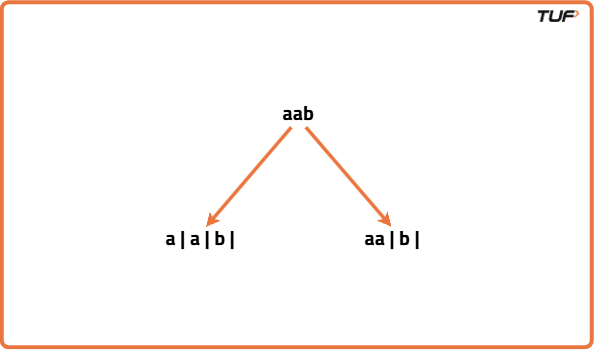 TUF
aab
a | a | b |
aa | b |